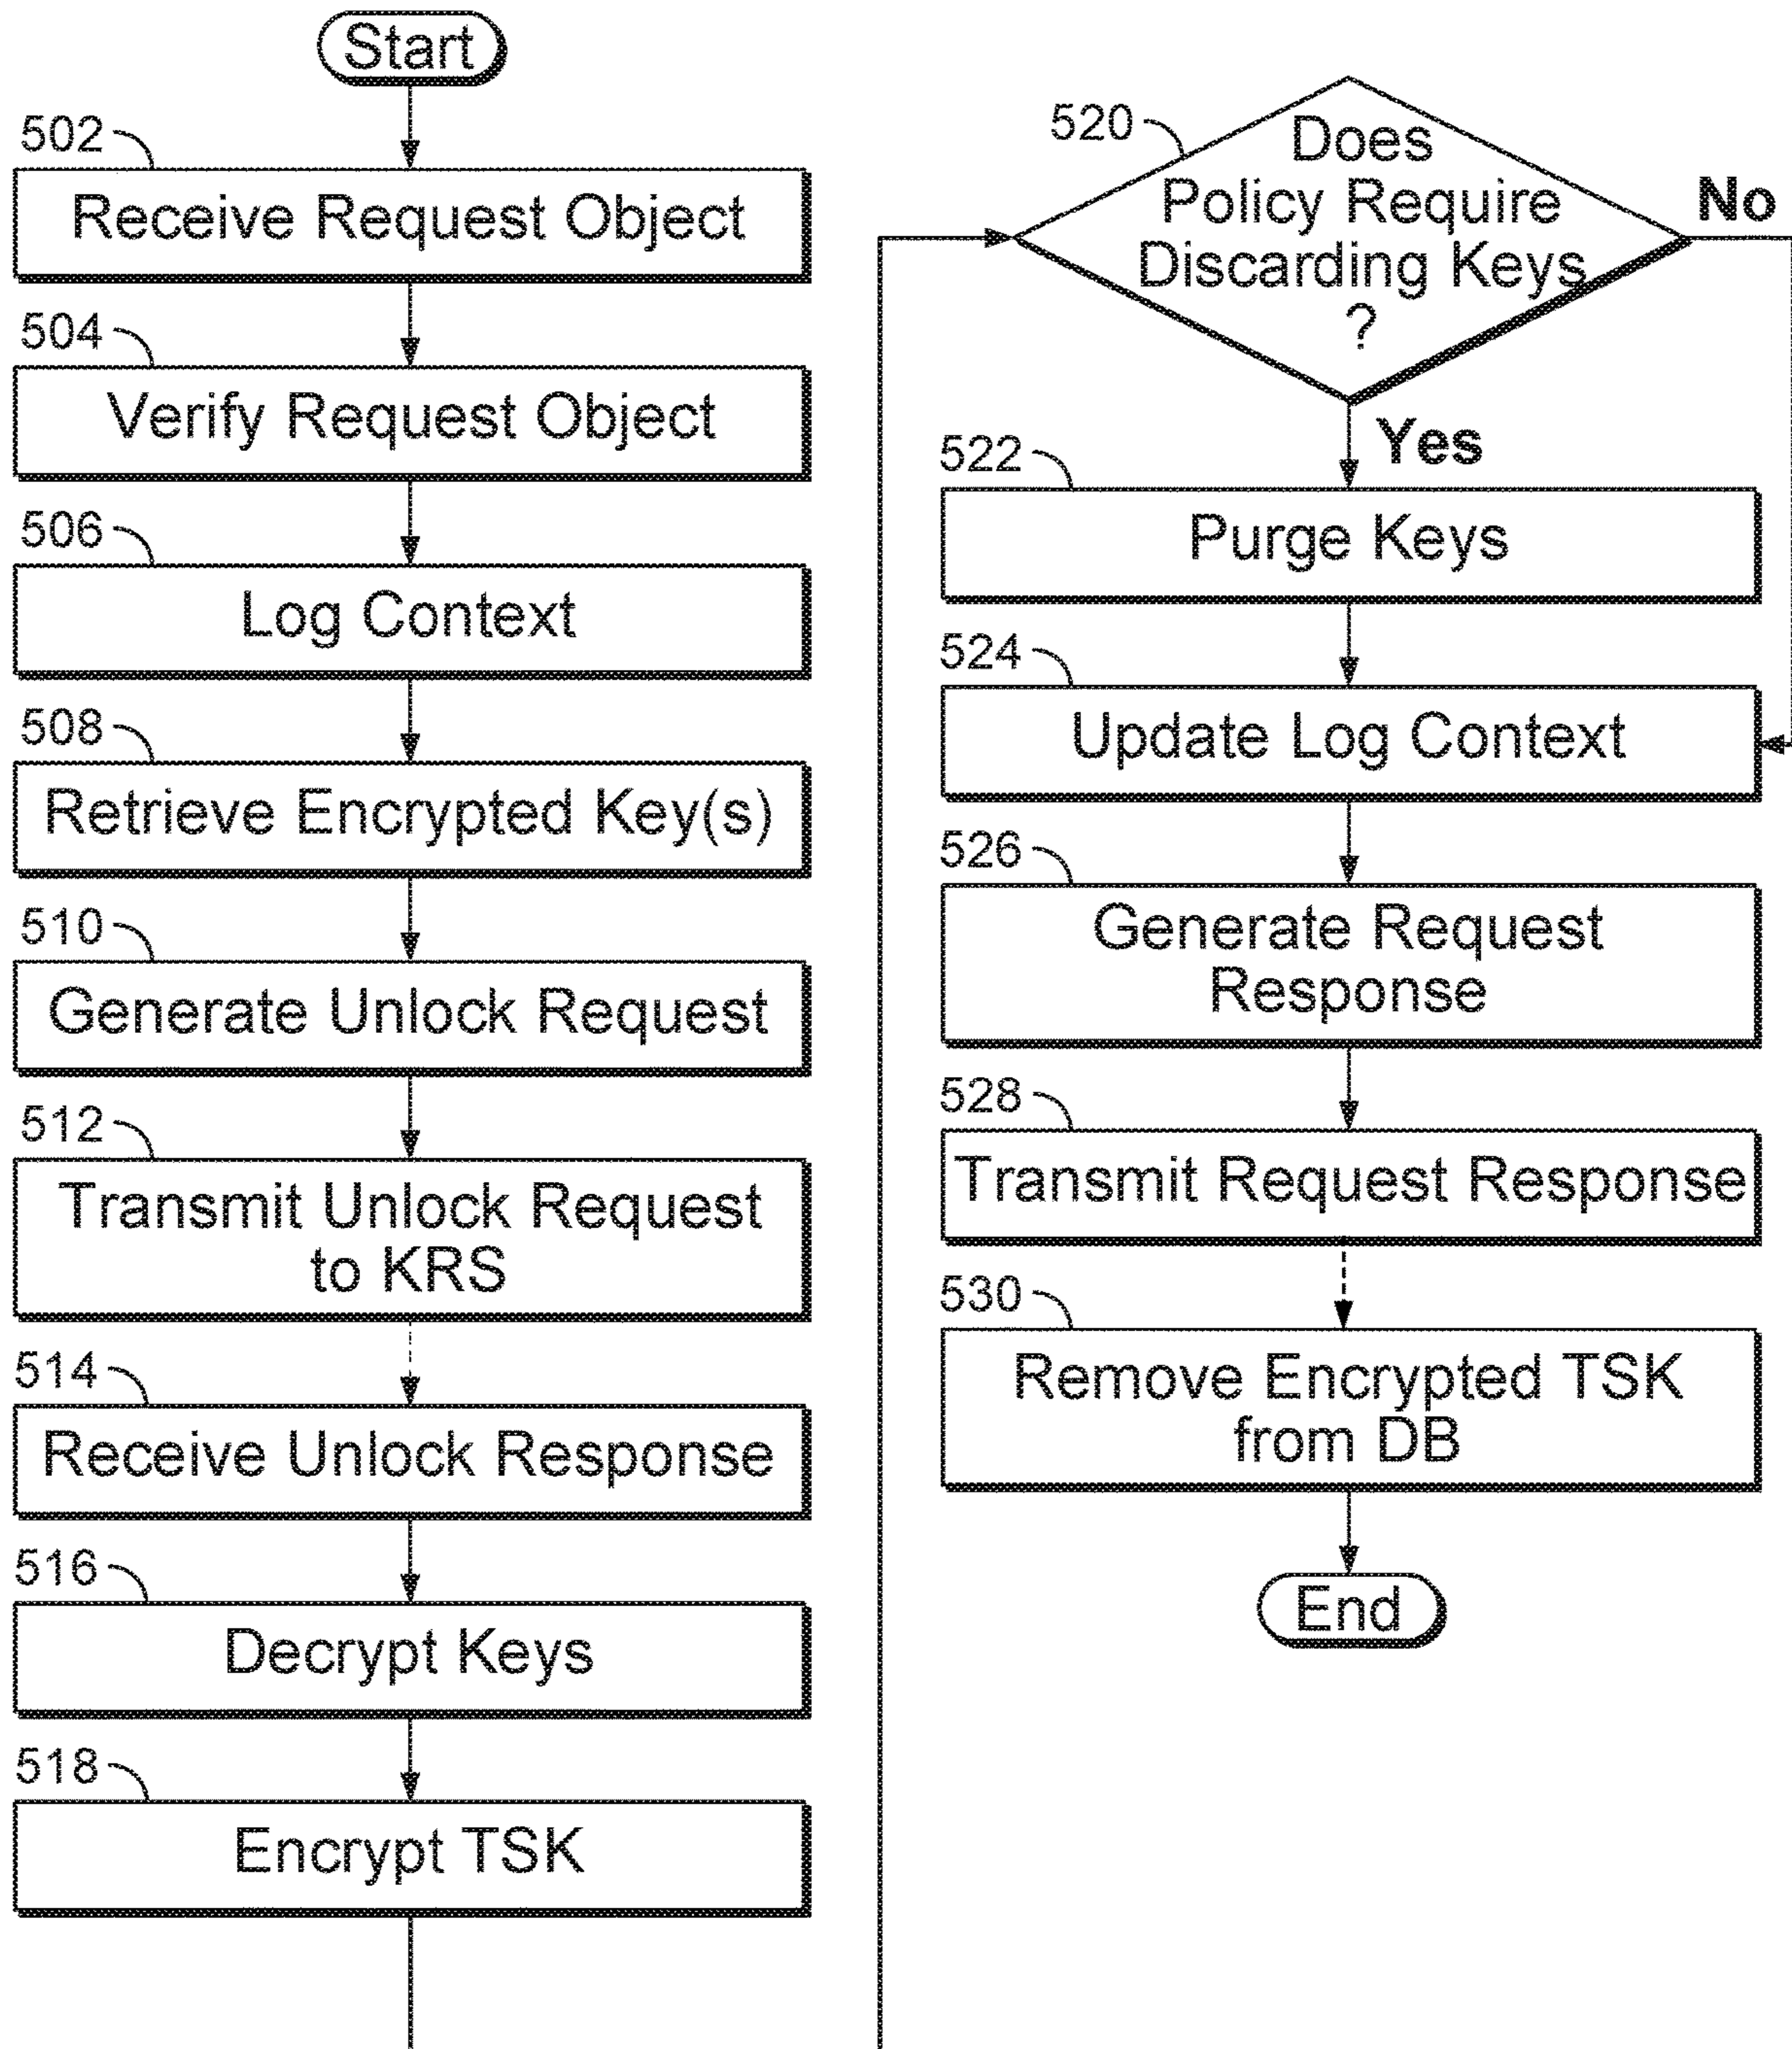 Start
502
Receive Request Object
504
Verify Request Object
506
Log Context
508
Retrieve Encrypted Key(s)
510
Generate Unlock Request
512
Transmit Unlock Request
to KRS
514
Receive Unlock Response
516
Decrypt Keys
518
Encrypt TSK
520
Does
Policy Require
Discarding Keys
?
No
Yes
522
Purge Keys
524
Update Log Context
526
Generate Request
Response
528
Transmit Request Response
530
Remove Encrypted TSK
from DB
End